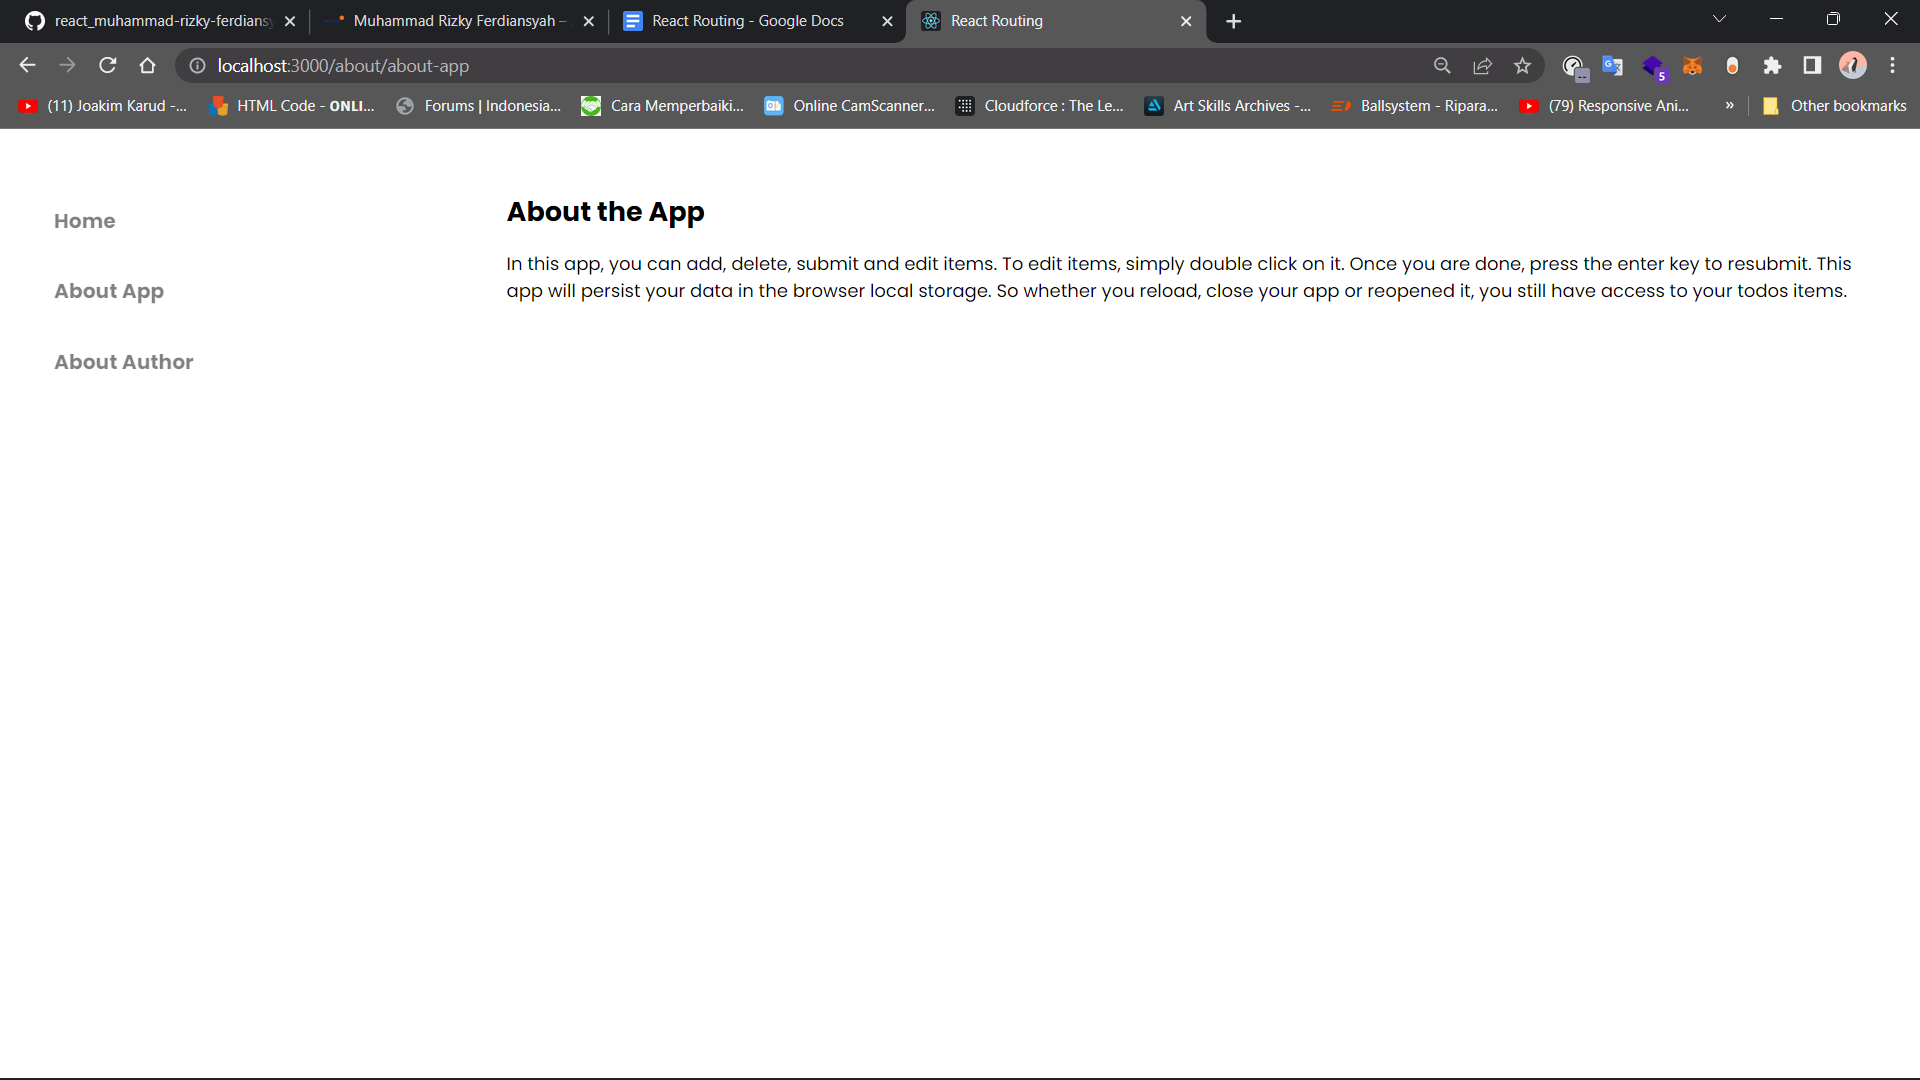 react_muhammad-rizky-ferdians
Muhammad Rizky Ferdiansyah –
React Routing - Google Docs
React Routing
localhost:3000/about/about-app
5
(11) Joakim Karud -...
HTML Code - ONLI...
Forums | Indonesia...
Cara Memperbaiki...
Online CamScanner...
Cloudforce : The Le...
Art Skills Archives -...
Ballsystem - Ripara...
(79) Responsive Ani...
»
Other bookmarks
Home
About App
About Author
About the App
In this app, you can add, delete, submit and edit items. To edit items, simply double click on it. Once you are done, press the enter key to resubmit. This
app will persist your data in the browser local storage. So whether you reload, close your app or reopened it, you still have access to your todos items.